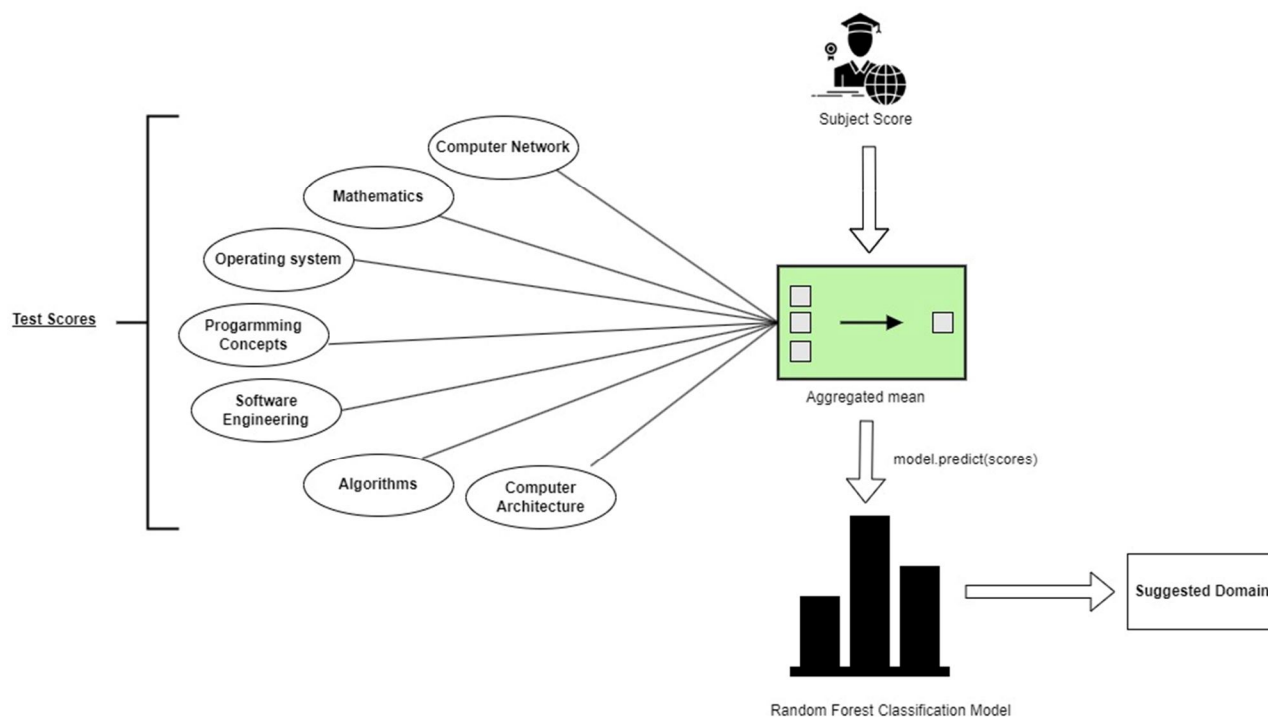 Subject Score
Computer Network
Mathematics
Operating system
Test Scores
Progarmming
Concepts
Software
Engineering
Algorithms
Computer
Architecture
Aggregated mean
model.predict(scores)
Suggested Domain
Random Forest Classification Model